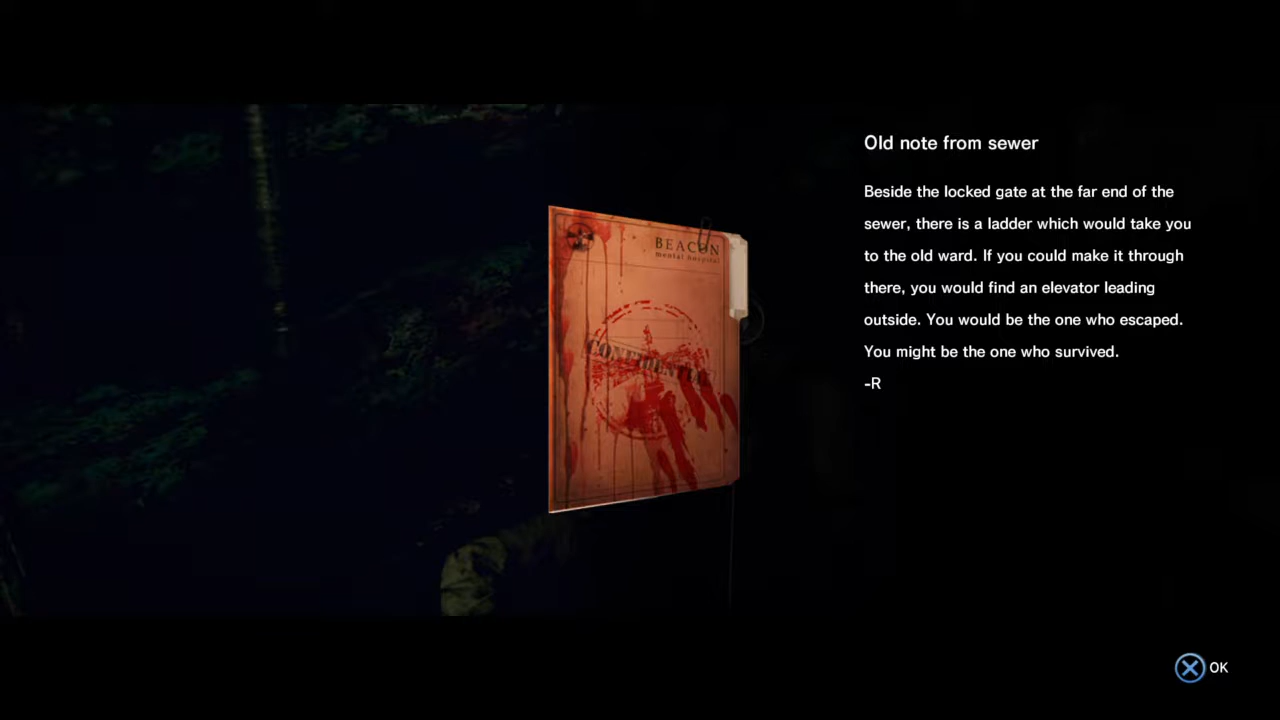 Old note from sewer
Beside the locked gate at the far end of the
sewer, there is a ladder which would take you
to the old ward. If you could make it through
there, you would find an elevator leading
outside. You would be the one who escaped.
You might be the one who survived.
-R
BEACON
mental hospital
CONFIDENTIAL
OK